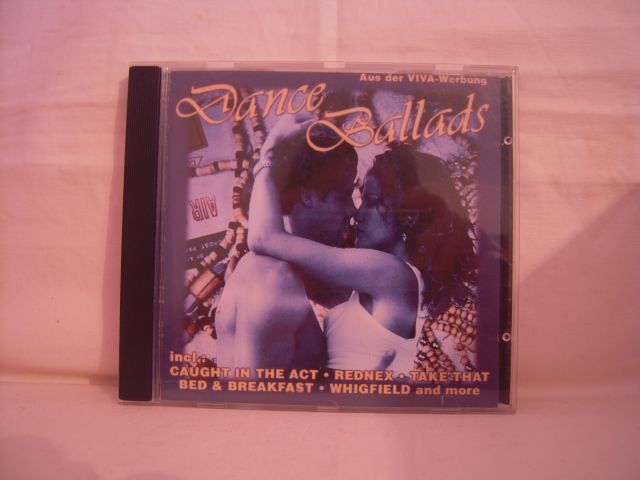 Aus der VIVA-Werbung
Dance
Ballads
AIR
incl.:
CAUGHT IN THE ACT • REDNEX • TAKE THAT
BED & BREAKFAST • WHIGFIELD and more